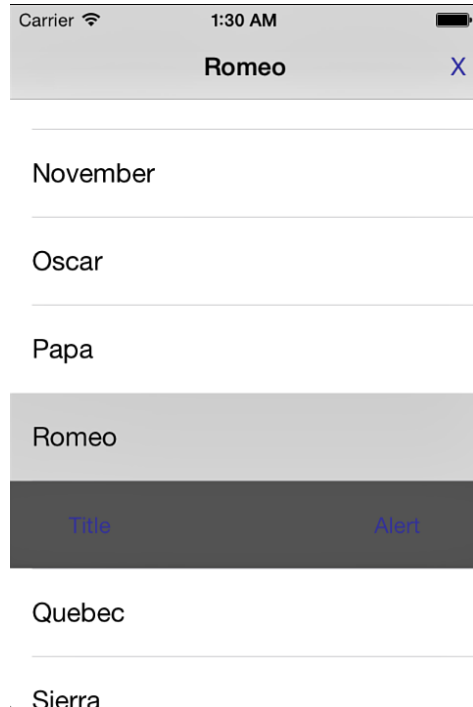 Carrier 1:30 AM
Romeo X
November
Oscar
Papa
Romeo
Title Alert
Quebec
Sierra